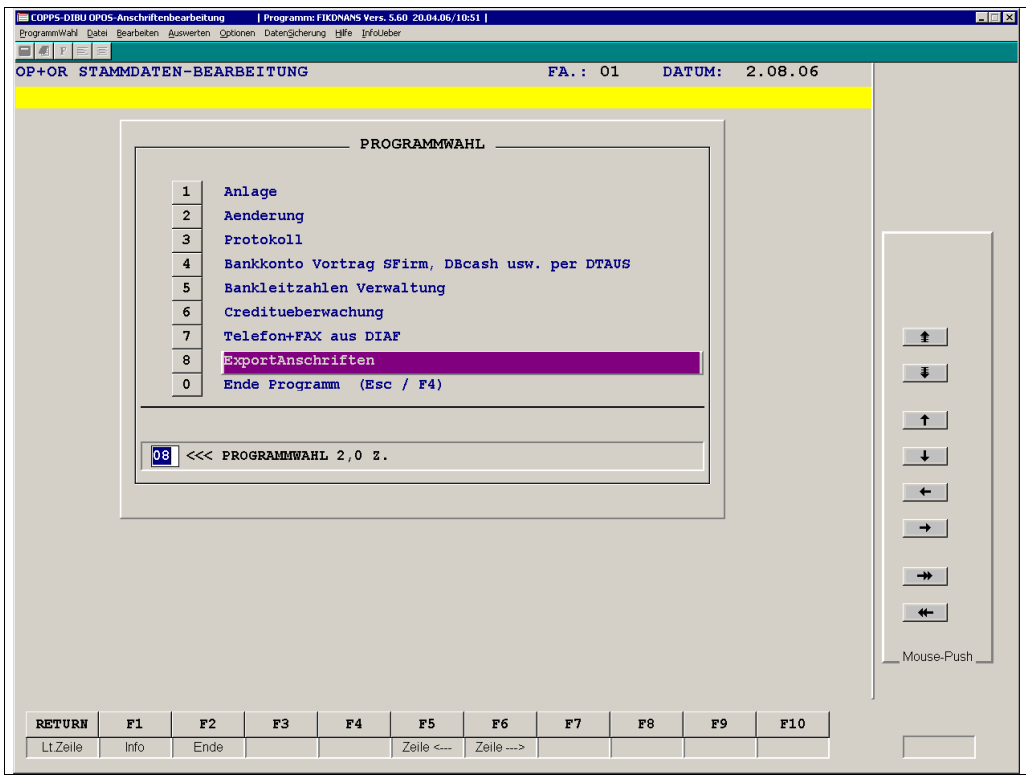 COPPS-DIBU OPOS-Anschriftenbearbeitung | Programm: FIKDNANS Vers. 5.60 20.04.06/10:51 |
ProgrammWahl Datei Bearbeiten Auswerten Optionen DatenSicherung Hilfe InfoUeber
OP+OR STAMMDATEN-BEARBEITUNG FA.: 01 DATUM: 2.08.06
PROGRAMMWAHL
1 Anlage
2 Aenderung
3 Protokoll
4 Bankkonto Vortrag SFirm, DBcash usw. per DTAUS
5 Bankleitzahlen Verwaltung
6 Creditueberwachung
7 Telefon+FAX aus DIAF
8 ExportAnschriften
0 Ende Programm (Esc / F4)
08 <<< PROGRAMMWAHL 2,0 Z.
Mouse-Push
RETURN F1 F2 F3 F4 F5 F6 F7 F8 F9 F10
Lt.Zeile Info Ende Zeile <--- Zeile --->